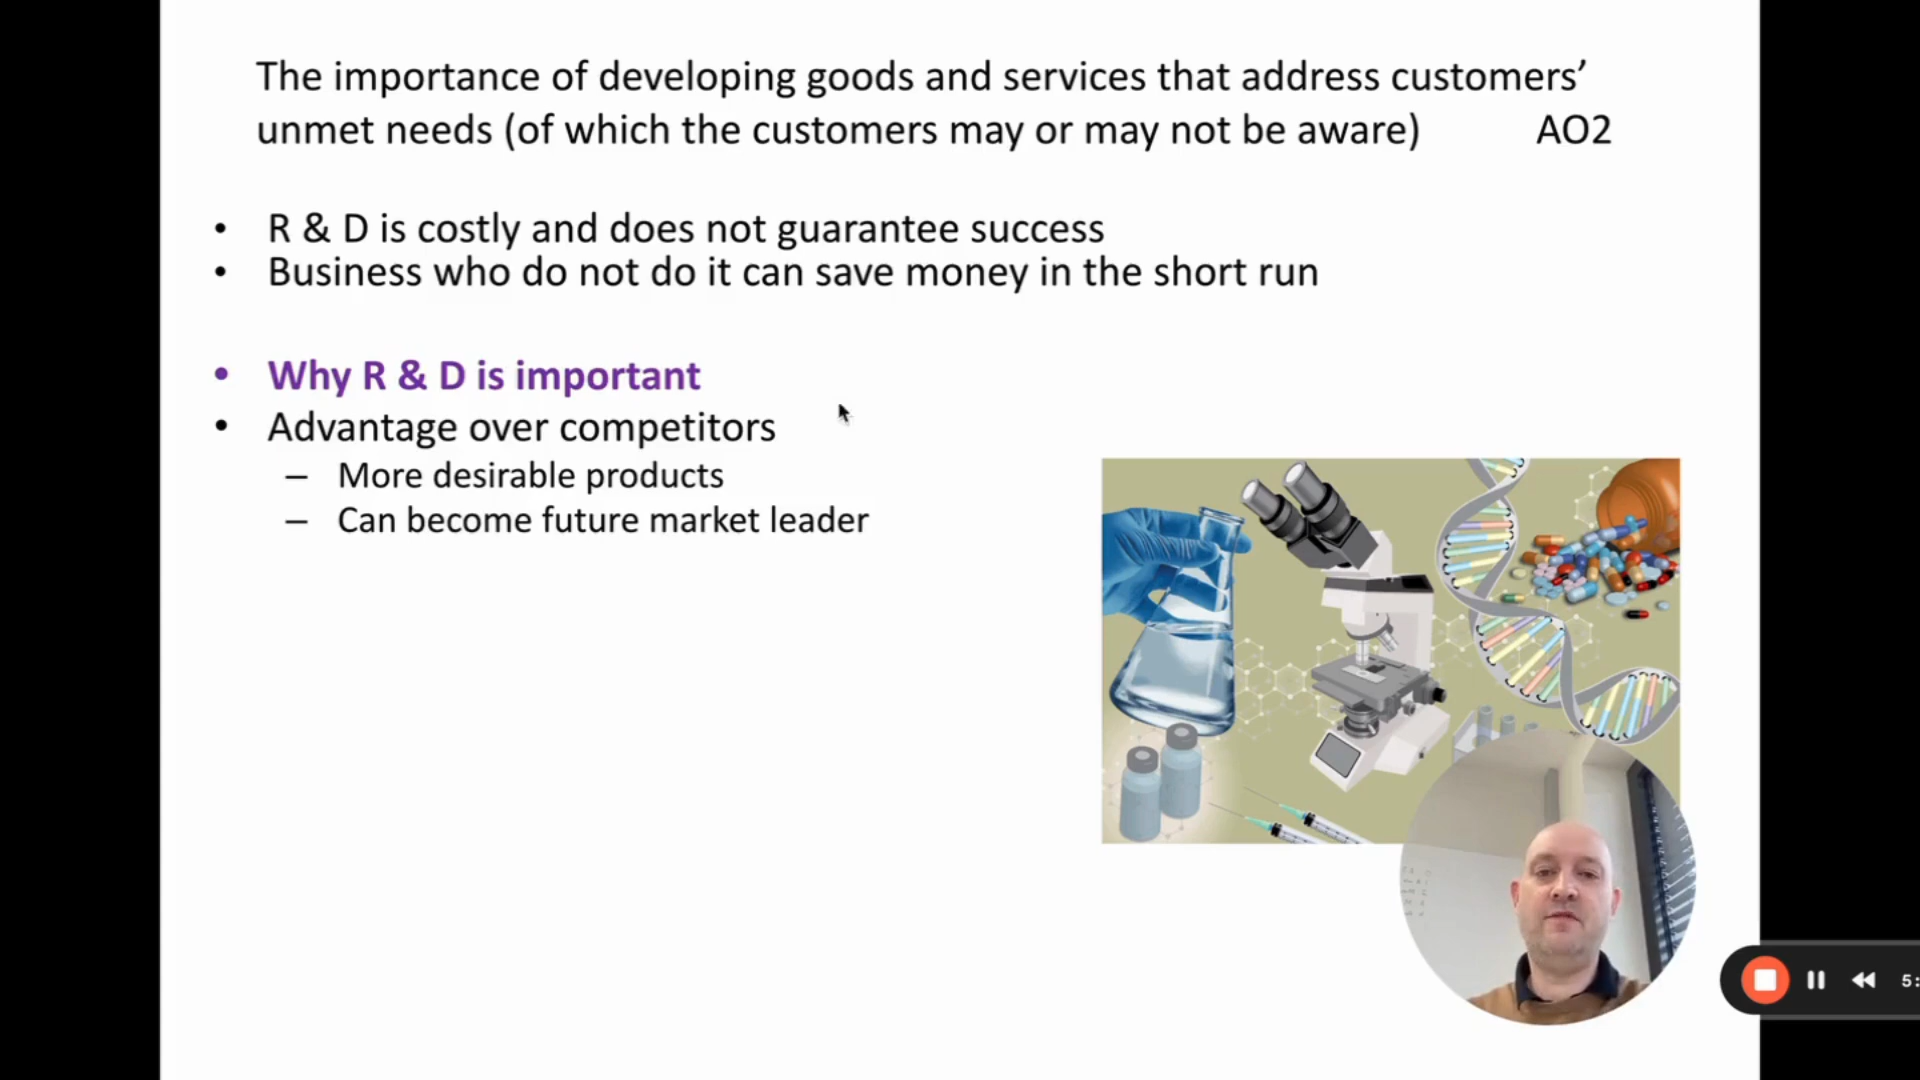 The importance of developing goods and services that address customers’
unmet needs (of which the customers may or may not be aware) AO2
• R & D is costly and does not guarantee success
• Business who do not do it can save money in the short run
• Why R & D is important
• Advantage over competitors
– More desirable products
– Can become future market leader
5: